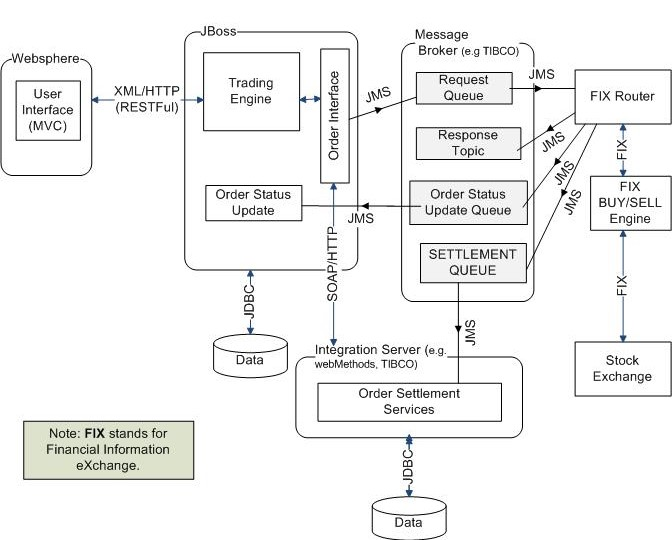 Websphere
User
Interface
(MVC)
XML/HTTP
(RESTFul)
JBoss
Trading
Engine
Order Interface
Order Status
Update
JMS
Message
Broker (e.g TIBCO)
Request
Queue
Response
Topic
Order Status
Update Queue
SETTLEMENT
QUEUE
JMS
JMS
JMS
JMS
JMS
FIX Router
FIX
FIX
BUY/SELL
Engine
FIX
Stock
Exchange
JDBC
Data
SOAP/HTTP
JMS
Integration Server (e.g.
webMethods, TIBCO)
Order Settlement
Services
JDBC
Data
Note: FIX stands for
Financial Information
eXchange.